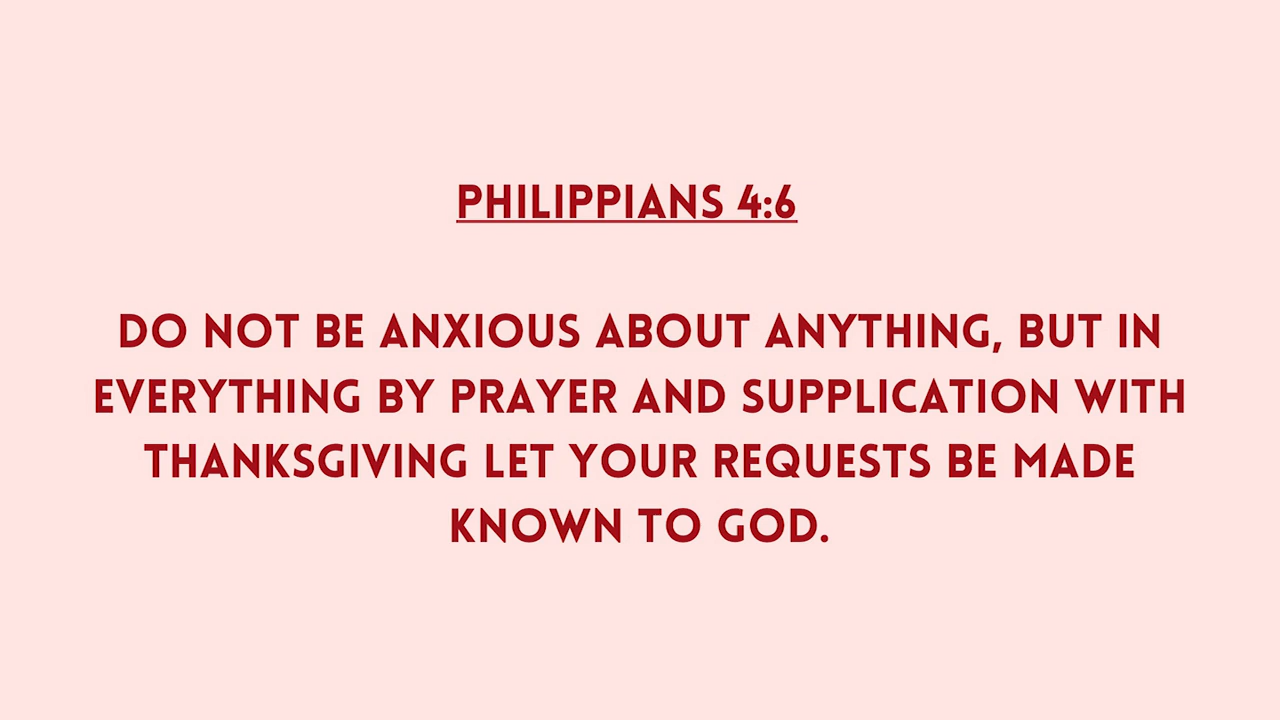 PHILIPPIANS 4:6
DO NOT BE ANXIOUS ABOUT ANYTHING, BUT IN
EVERYTHING BY PRAYER AND SUPPLICATION WITH
THANKSGIVING LET YOUR REQUESTS BE MADE
KNOWN TO GOD.